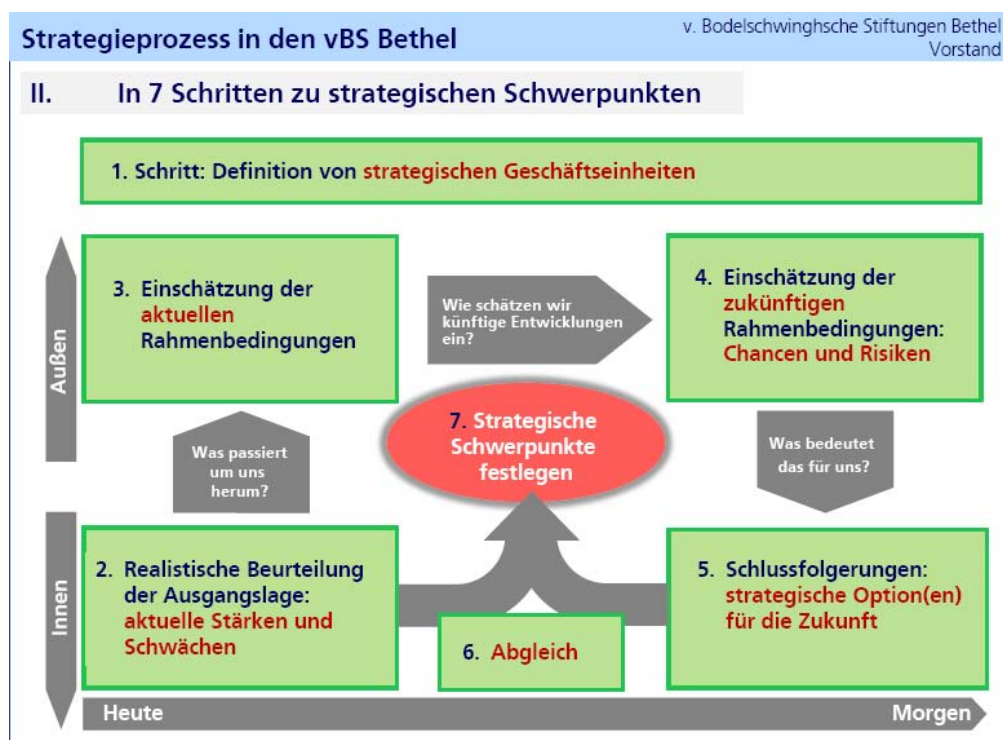 Strategieprozess in den vBS Bethel
v. Bodelschwinghsche Stiftungen Bethel
Vorstand
II. In 7 Schritten zu strategischen Schwerpunkten
1. Schritt: Definition von strategischen Geschäftseinheiten
Außen
3. Einschätzung der
aktuellen
Rahmenbedingungen
Wie schätzen wir
künftige Entwicklungen
ein?
4. Einschätzung der
zukünftigen
Rahmenbedingungen:
Chancen und Risiken
Was passiert
um uns
herum?
7. Strategische
Schwerpunkte
festlegen
Was bedeutet
das für uns?
Innen
2. Realistische Beurteilung
der Ausgangslage:
aktuelle Stärken und
Schwächen
6. Abgleich
5. Schlussfolgerungen:
strategische Option(en)
für die Zukunft
Heute
Morgen